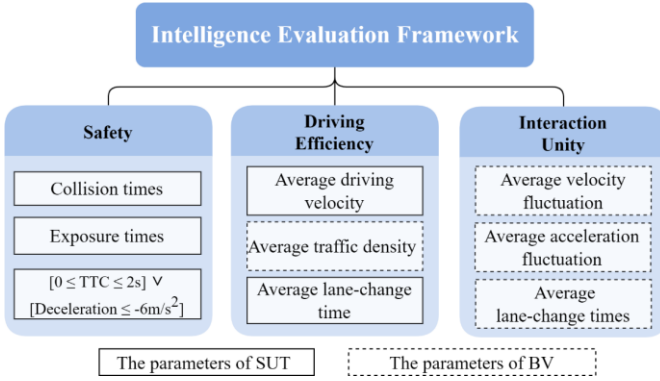 Intelligence Evaluation Framework
Safety
Collision times
Exposure times
[0 ≤ TTC ≤ 2s] ∨
[Deceleration ≤ -6m/s²]
Driving
Efficiency
Average driving
velocity
Average traffic density
Average lane-change
time
Interaction
Unity
Average velocity
fluctuation
Average acceleration
fluctuation
Average
lane-change times
The parameters of SUT
The parameters of BV